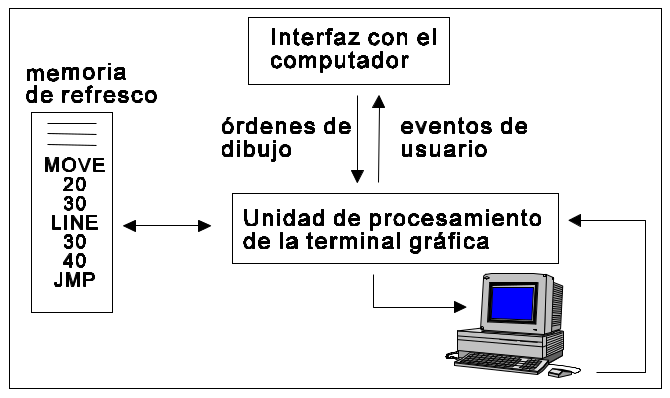 Interfaz con el
computador
memoria
de refresco
órdenes de
dibujo
eventos de
usuario
MOVE
20
30
LINE
30
40
JMP
Unidad de procesamiento
de la terminal gráfica